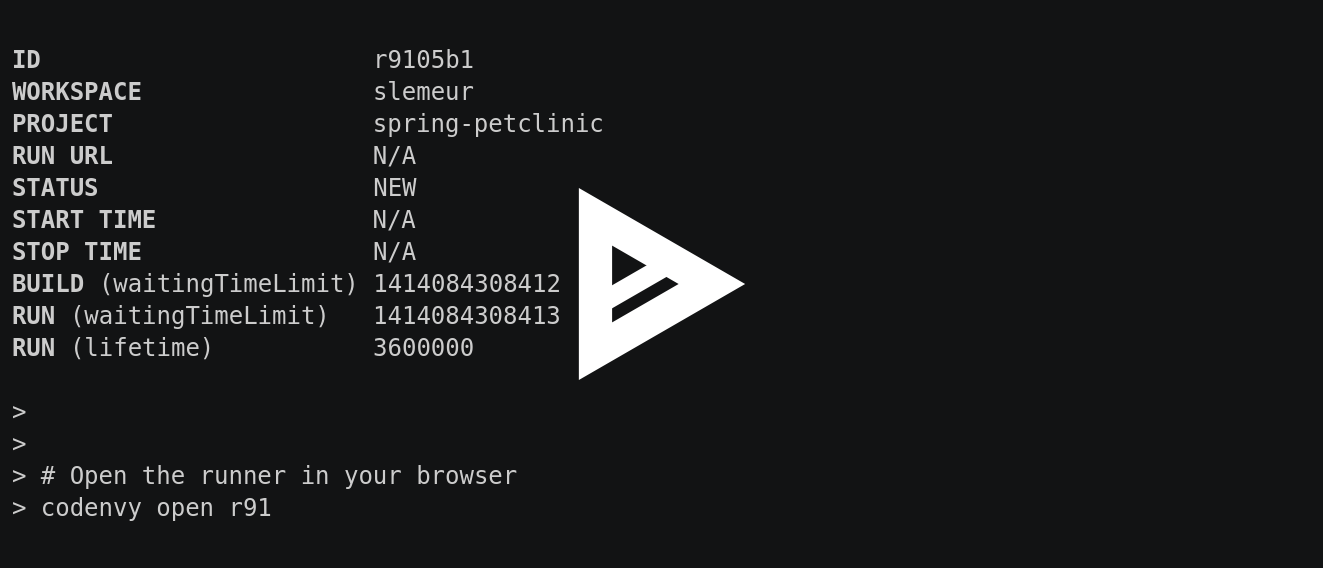 ID r9105b1
WORKSPACE slemeur
PROJECT spring-petclinic
RUN URL N/A
STATUS NEW
START TIME N/A
STOP TIME N/A
BUILD (waitingTimeLimit) 1414084308412
RUN (waitingTimeLimit) 1414084308413
RUN (lifetime) 3600000
>
>
> # Open the runner in your browser
> codenvy open r91